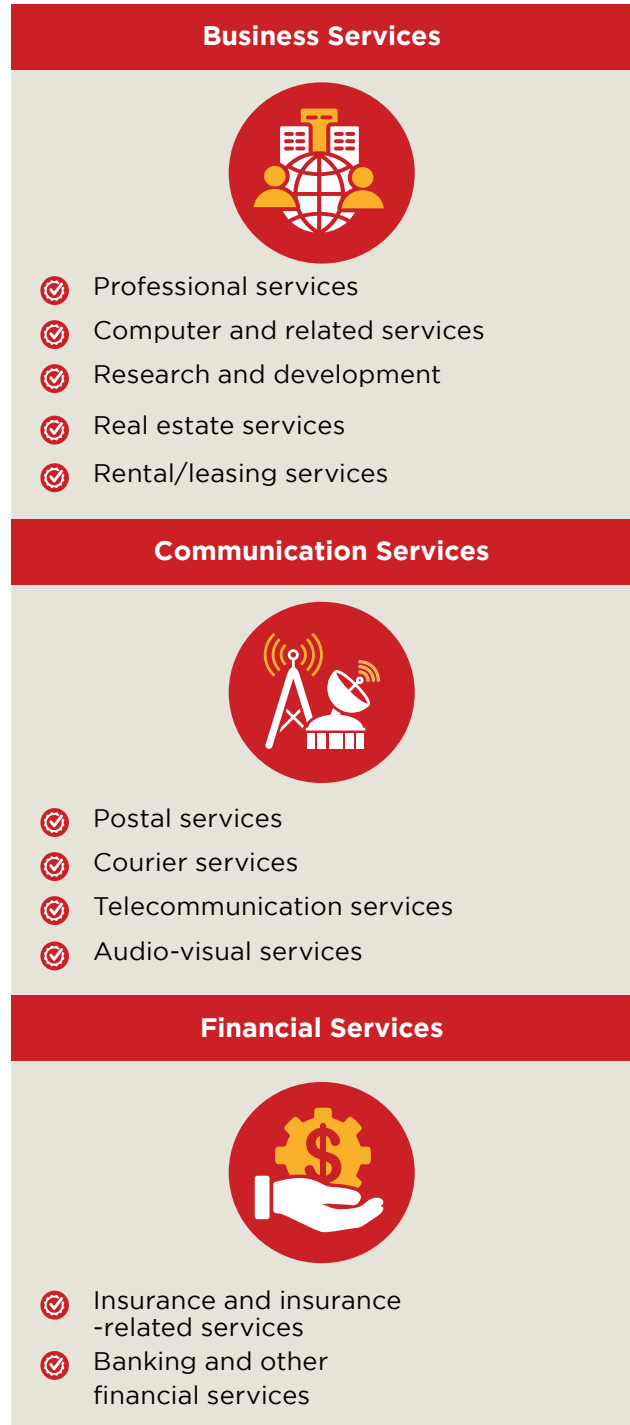 Business Services
Professional services
Computer and related services
Research and development
Real estate services
Rental/leasing services
Communication Services
Postal services
Courier services
Telecommunication services
Audio-visual services
Financial Services
$
Insurance and insurance
-related services
Banking and other
financial services